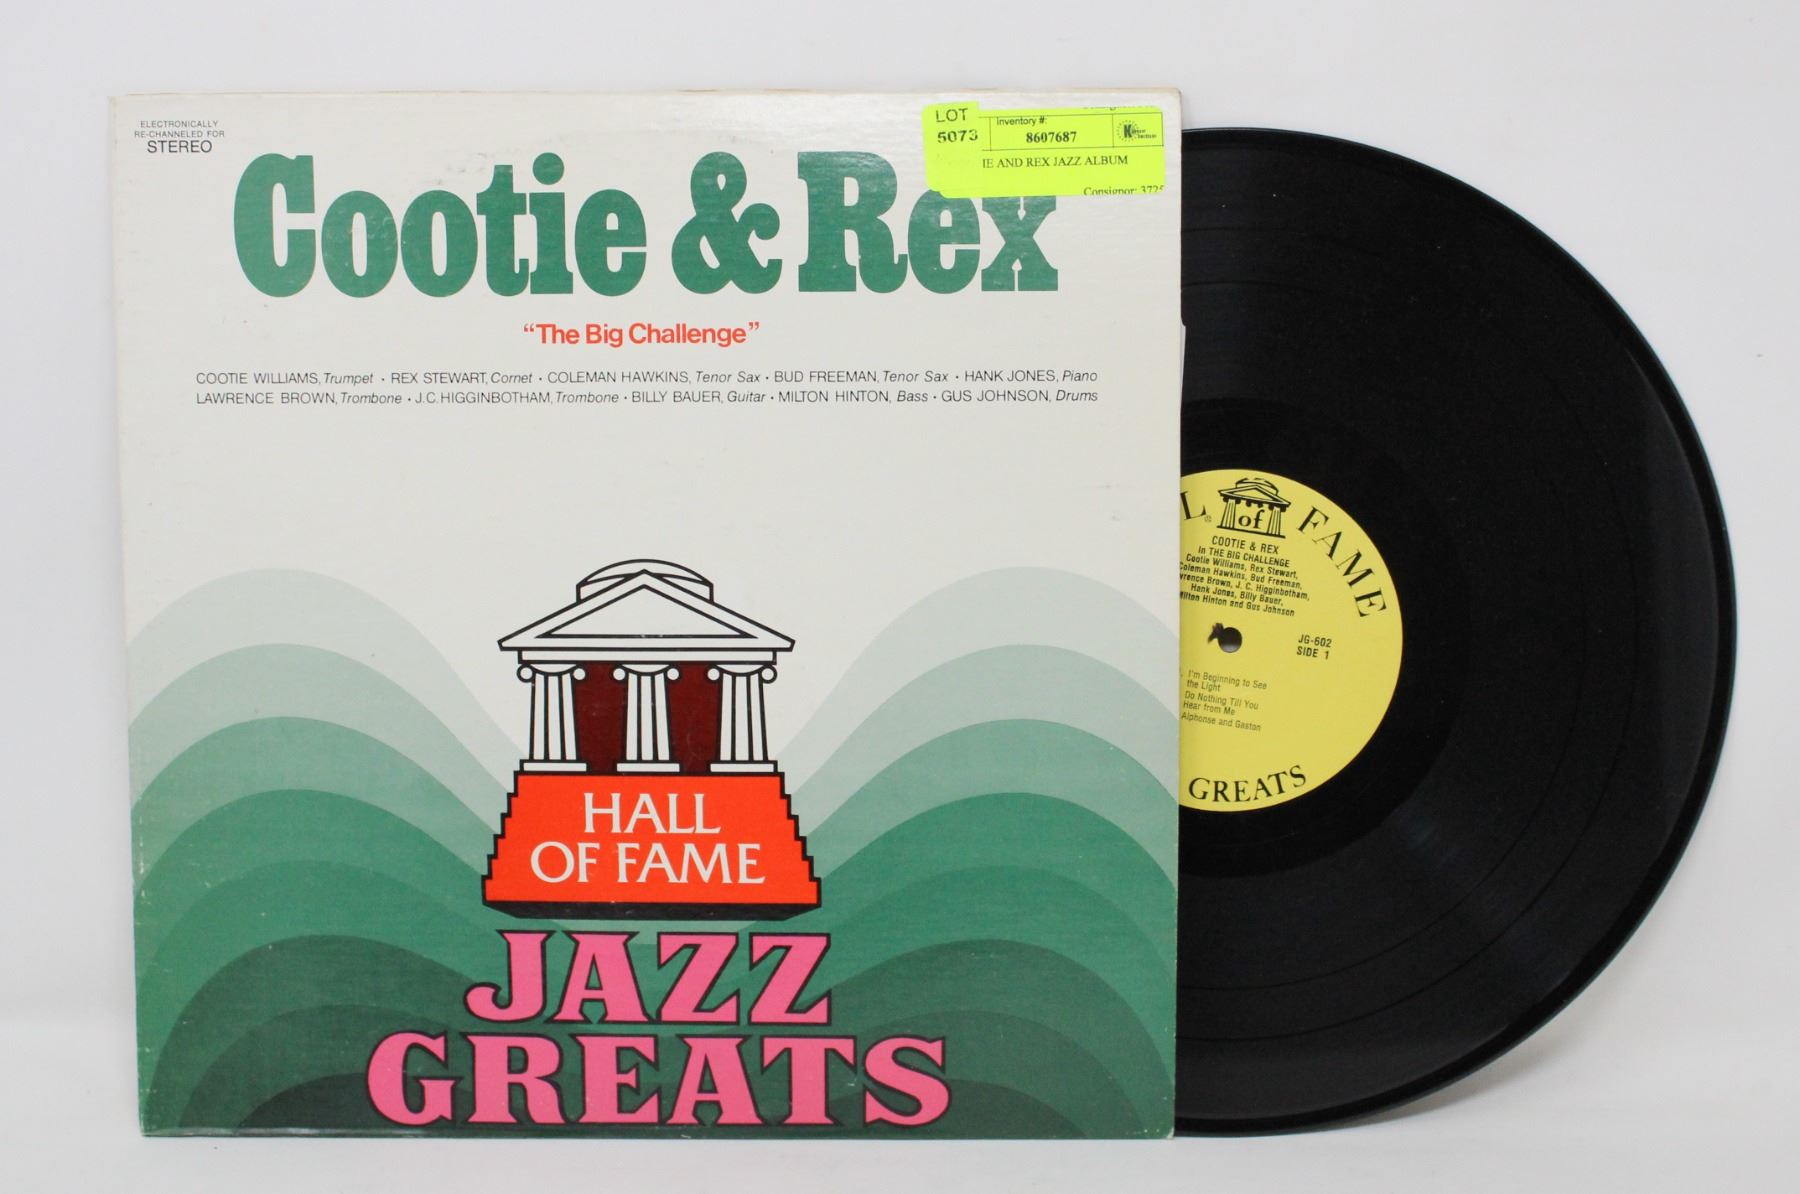 ELECTRONICALLY
RE-CHANNELED FOR
STEREO
LOT
5073
Inventory #:
8607687
IE AND REX JAZZ ALBUM
Consignor: 372
Cootie & Rex
“The Big Challenge”
COOTIE WILLIAMS, Trumpet • REX STEWART, Cornet • COLEMAN HAWKINS, Tenor Sax • BUD FREEMAN, Tenor Sax • HANK JONES, Piano
LAWRENCE BROWN, Trombone • J.C. HIGGINBOTHAM, Trombone • BILLY BAUER, Guitar • MILTON HINTON, Bass • GUS JOHNSON, Drums
HALL
OF FAME
JAZZ
GREATS
L® of FAME
COOTIE & REX
In THE BIG CHALLENGE
Cootie Williams, Rex Stewart,
Coleman Hawkins, Bud Freeman,
wrence Brown, J. C. Higginbotham,
Hank Jones, Billy Bauer,
Milton Hinton and Gus Johnson
JG-602
SIDE 1
I'm Beginning to See
the Light
Do Nothing Till You
Hear from Me
Alphonse and Gaston
GREATS